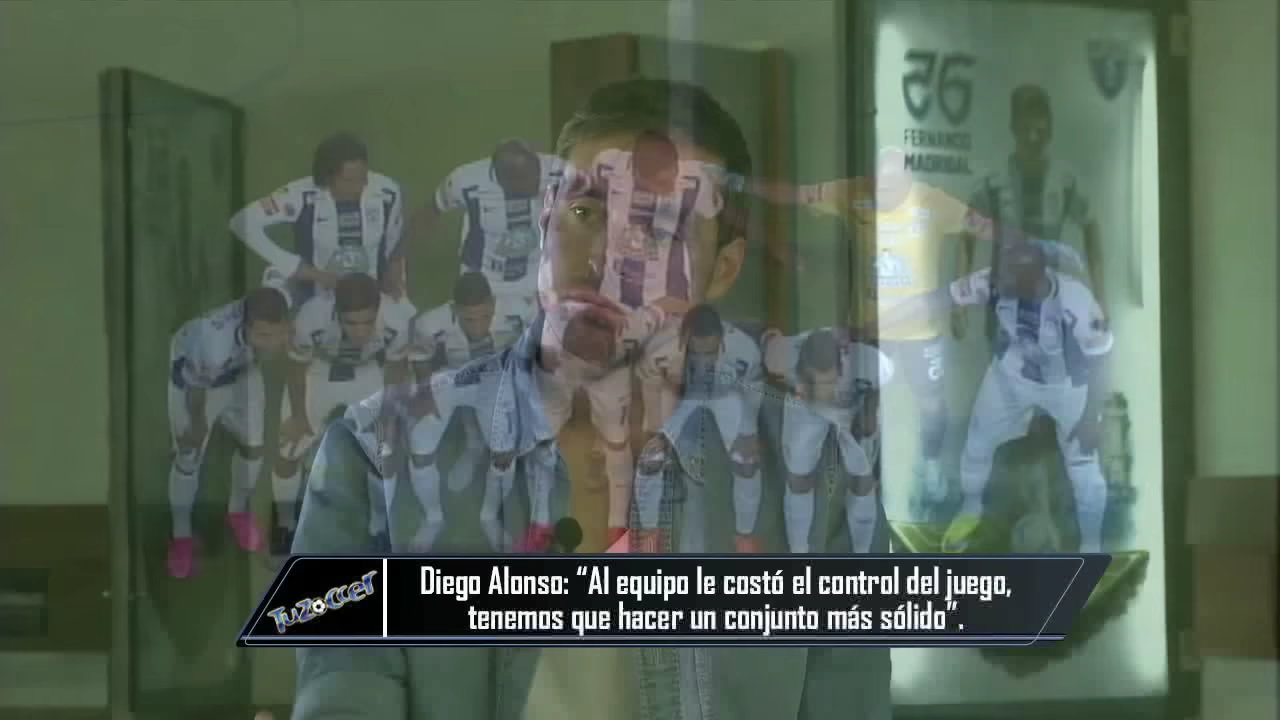 56
FERNANDO
MADRIGAL
TuZoccer
Diego Alonso: “Al equipo le costó el control del juego,
tenemos que hacer un conjunto más sólido”.